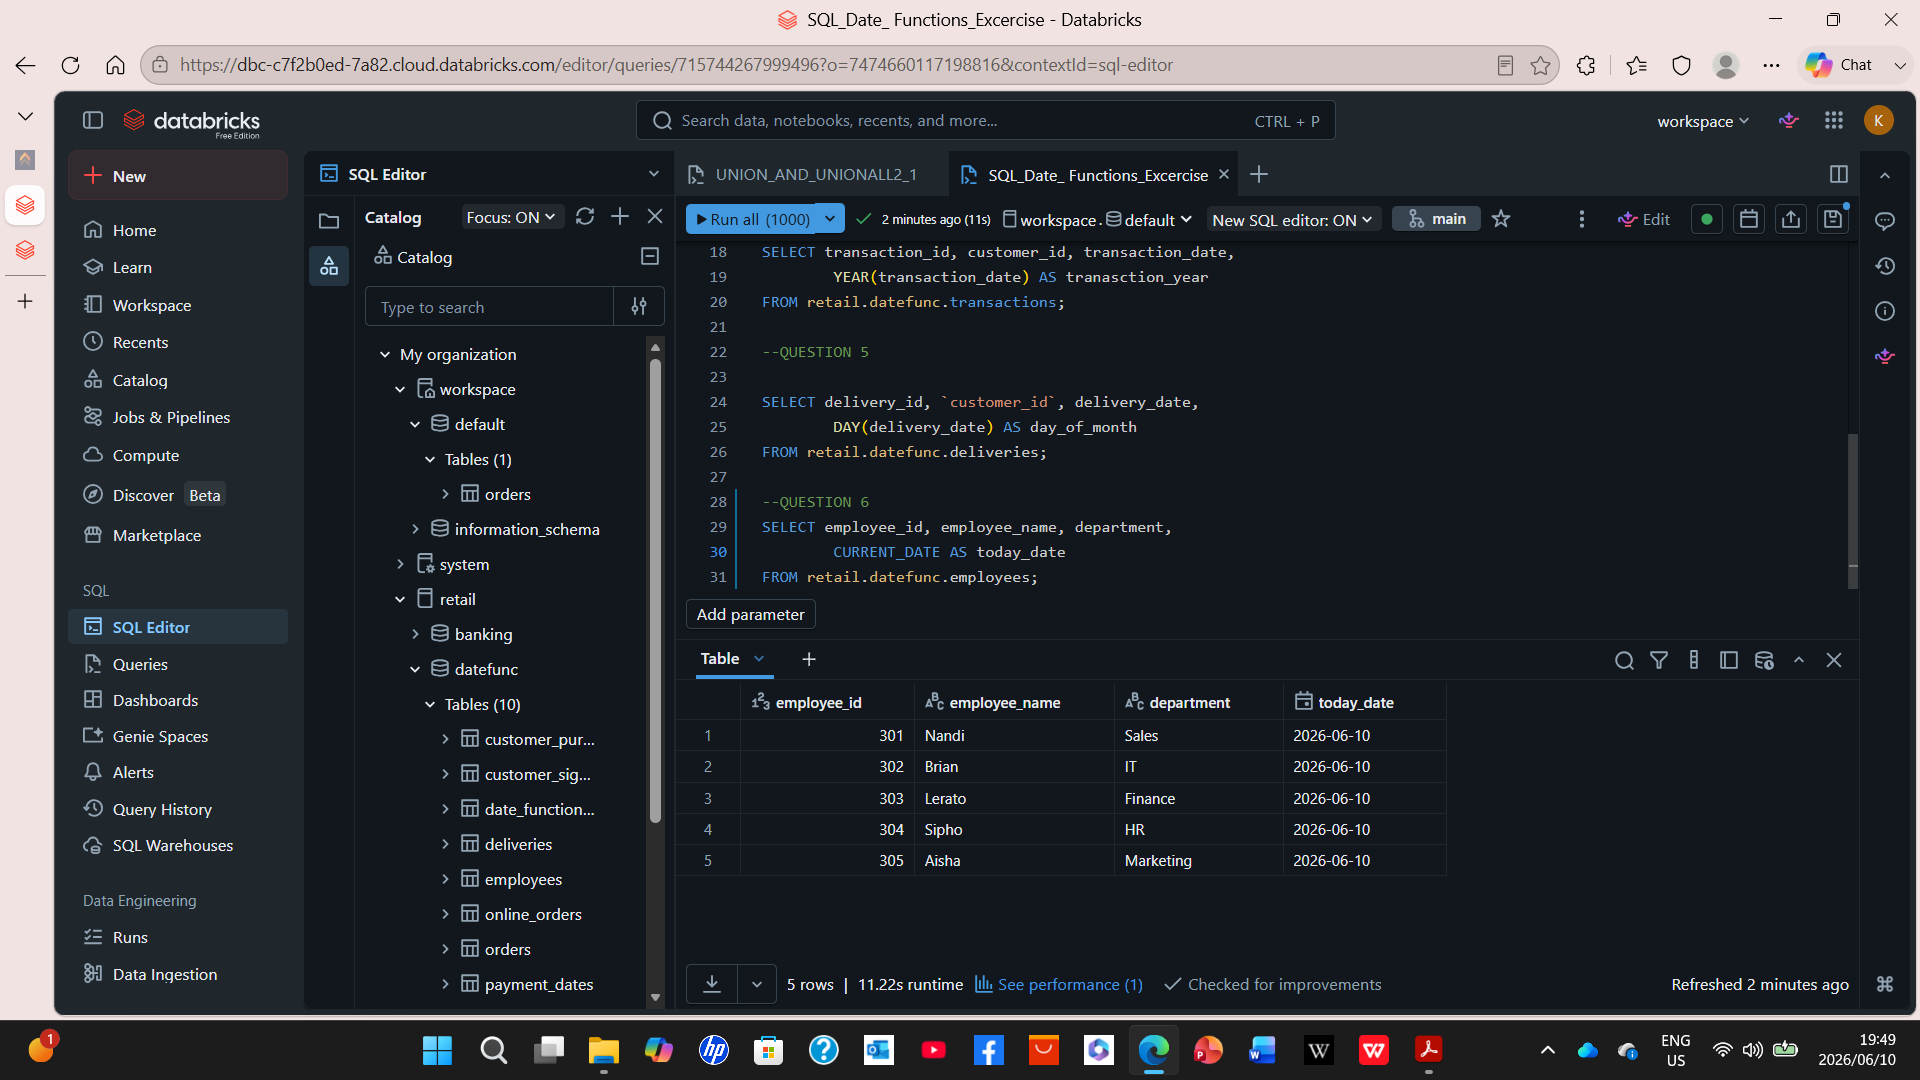 SQL_Date_ Functions_Excercise - Databricks
https://dbc-c7f2b0ed-7a82.cloud.databricks.com/editor/queries/715744267999496?o=7474660117198816&contextId=sql-editor
Chat
databricks
Free Edition
Search data, notebooks, recents, and more...
CTRL + P
workspace
K
New
Home
Learn
Workspace
Recents
Catalog
Jobs & Pipelines
Compute
Discover Beta
Marketplace
SQL
SQL Editor
Queries
Dashboards
Genie Spaces
Alerts
Query History
SQL Warehouses
Data Engineering
Runs
Data Ingestion
SQL Editor
Catalog
Focus: ON
Catalog
Type to search
My organization
workspace
default
Tables (1)
orders
information_schema
system
retail
banking
datefunc
Tables (10)
customer_pur...
customer_sig...
date_function...
deliveries
employees
online_orders
orders
payment_dates
UNION_AND_UNIONALL2_1
SQL_Date_ Functions_Excercise
Run all (1000)
2 minutes ago (11s)
workspace.
default
New SQL editor: ON
main
Edit
18 SELECT transaction_id, customer_id, transaction_date,
19 YEAR(transaction_date) AS tranasction_year
20 FROM retail.datefunc.transactions;
21
22 --QUESTION 5
23
24 SELECT delivery_id, `customer_id`, delivery_date,
25 DAY(delivery_date) AS day_of_month
26 FROM retail.datefunc.deliveries;
27
28 --QUESTION 6
29 SELECT employee_id, employee_name, department,
30 CURRENT_DATE AS today_date
31 FROM retail.datefunc.employees;
Add parameter
Table
employee_id employee_name department today_date
1 301 Nandi Sales 2026-06-10
2 302 Brian IT 2026-06-10
3 303 Lerato Finance 2026-06-10
4 304 Sipho HR 2026-06-10
5 305 Aisha Marketing 2026-06-10
5 rows | 11.22s runtime
See performance (1)
Checked for improvements
Refreshed 2 minutes ago
1
ENG
US
19:49
2026/06/10